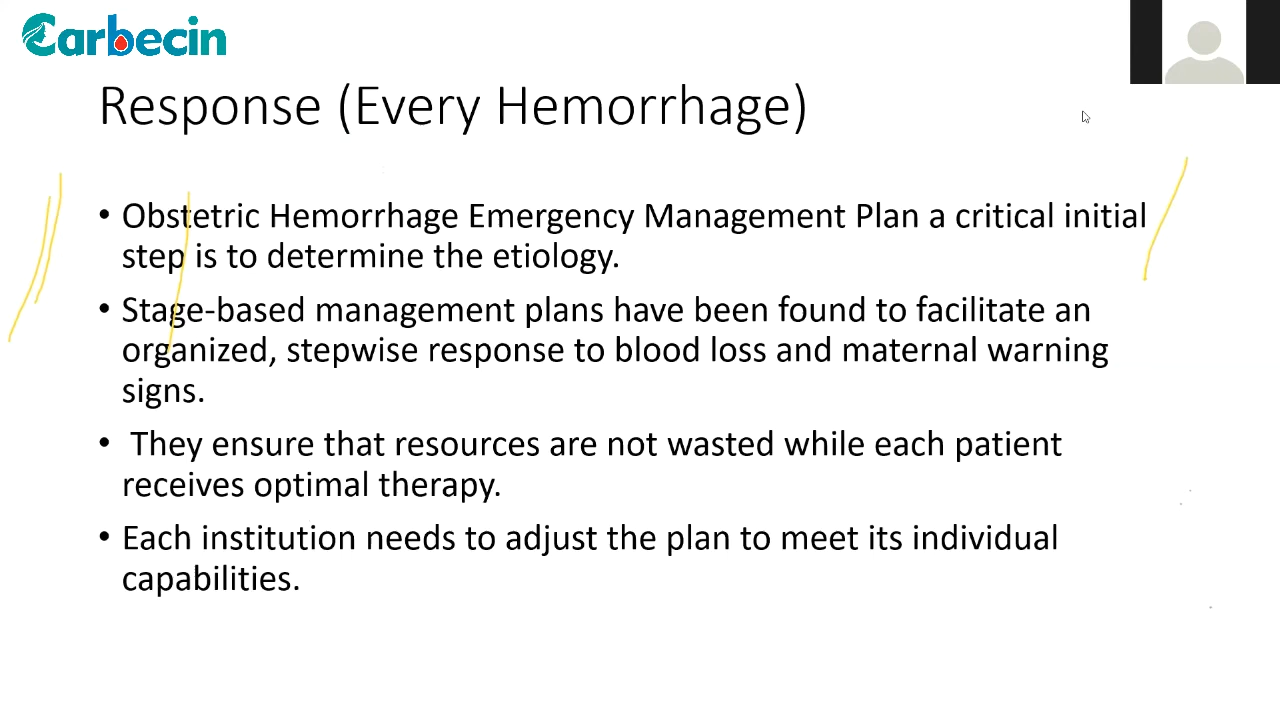 Carbecin
Response (Every Hemorrhage)
• Obstetric Hemorrhage Emergency Management Plan a critical initial
step is to determine the etiology.
• Stage-based management plans have been found to facilitate an
organized, stepwise response to blood loss and maternal warning
signs.
• They ensure that resources are not wasted while each patient
receives optimal therapy.
• Each institution needs to adjust the plan to meet its individual
capabilities.